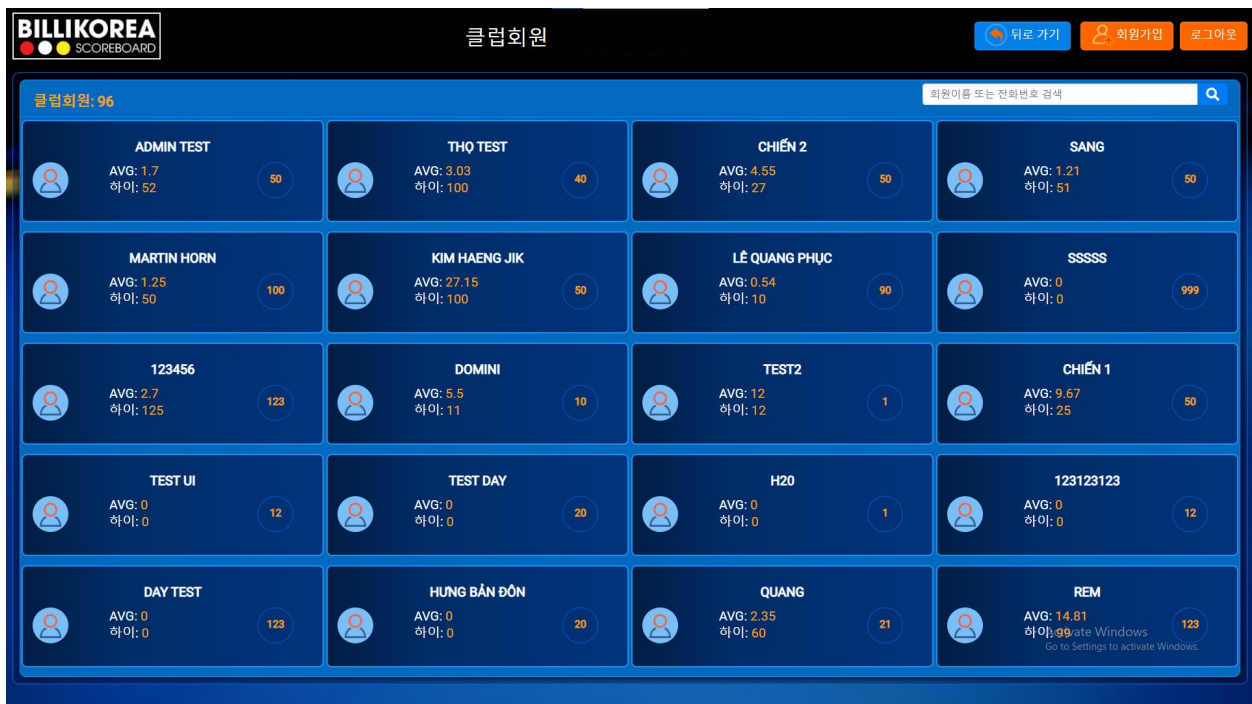 BILLIKOREA
SCOREBOARD
클럽회원
뒤로 가기
회원가입
로그아웃
클럽회원: 96
회원이름 또는 전화번호 검색
ADMIN TEST
AVG: 1.7
하이: 52
50
THỌ TEST
AVG: 3.03
하이: 100
40
CHIẾN 2
AVG: 4.55
하이: 27
50
SANG
AVG: 1.21
하이: 51
50
MARTIN HORN
AVG: 1.25
하이: 50
100
KIM HAENG JIK
AVG: 27.15
하이: 100
50
LÊ QUANG PHỤC
AVG: 0.54
하이: 10
90
SSSSS
AVG: 0
하이: 0
999
123456
AVG: 2.7
하이: 125
123
DOMINI
AVG: 5.5
하이: 11
10
TEST2
AVG: 12
하이: 12
1
CHIẾN 1
AVG: 9.67
하이: 25
50
TEST UI
AVG: 0
하이: 0
12
TEST DAY
AVG: 0
하이: 0
20
H20
AVG: 0
하이: 0
1
123123123
AVG: 0
하이: 0
12
DAY TEST
AVG: 0
하이: 0
123
HƯNG BẢN ĐÔN
AVG: 0
하이: 0
20
QUANG
AVG: 2.35
하이: 60
21
REM
AVG: 14.81
하이: 99
123
Activate Windows
Go to Settings to activate Windows.